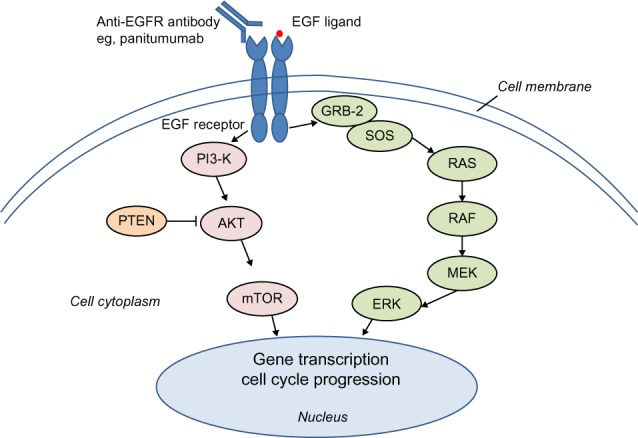 Anti-EGFR antibody
eg, panitumumab
EGF ligand
Cell membrane
EGF receptor
GRB-2
SOS
PI3-K
RAS
PTEN
AKT
RAF
MEK
Cell cytoplasm
mTOR
ERK
Gene transcription
cell cycle progression
Nucleus